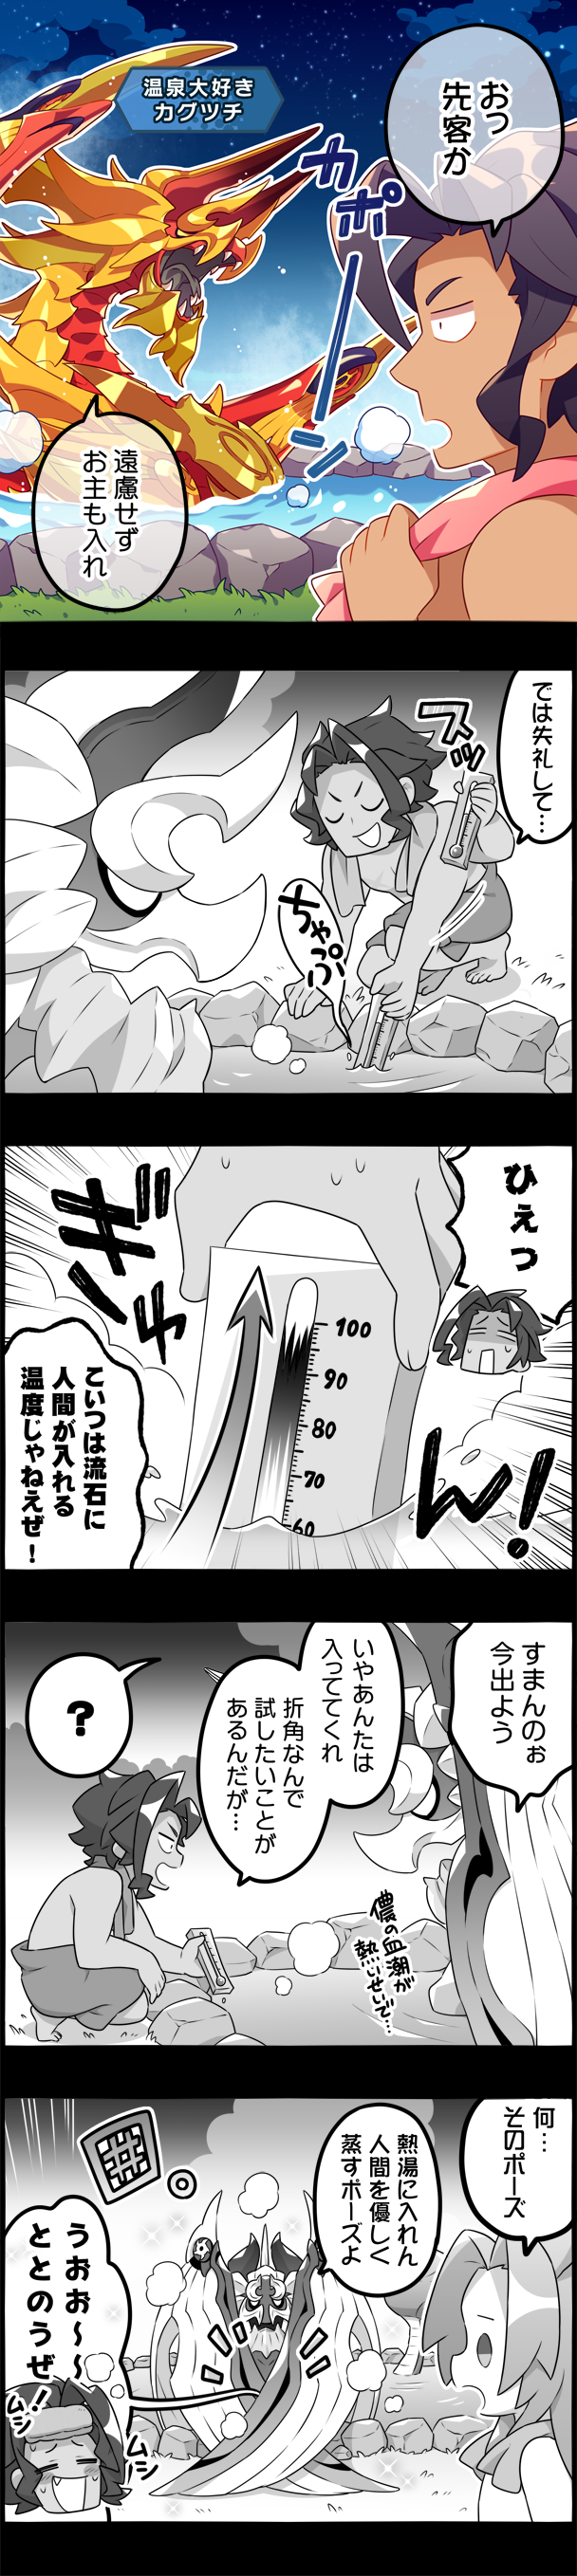 おっ
先客か
温泉大好き
カグツチ
カポーン
遠慮せず
お主も入れ
では失礼して…
スッ
ちゃぷ
ひえっ
ギュ
ん!
100
90
80
70
60
こいつは流石に
人間が入れる
温度じゃねえぜ!
すまんのぉ
今出よう
いやあんたは
入っててくれ
折角なんで
試したいことが
あるんだが…
?
儂の血潮が
熱いせいで…
何…
そのポーズ
熱湯に入れん
人間を優しく
蒸すポーズよ
うおお~~
ととのうぜ
ムシ!
ムシ